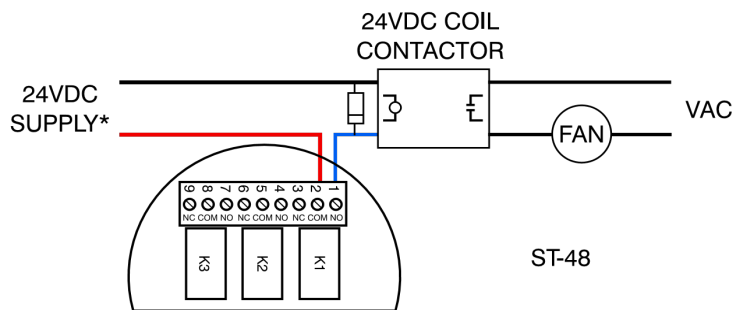 24VDC COIL
CONTACTOR
24VDC
SUPPLY*
VAC
FAN
9 8 7 6 5 4 3 2 1
NC COM NO NC COM NO NC COM NO
K3 K2 K1
ST-48